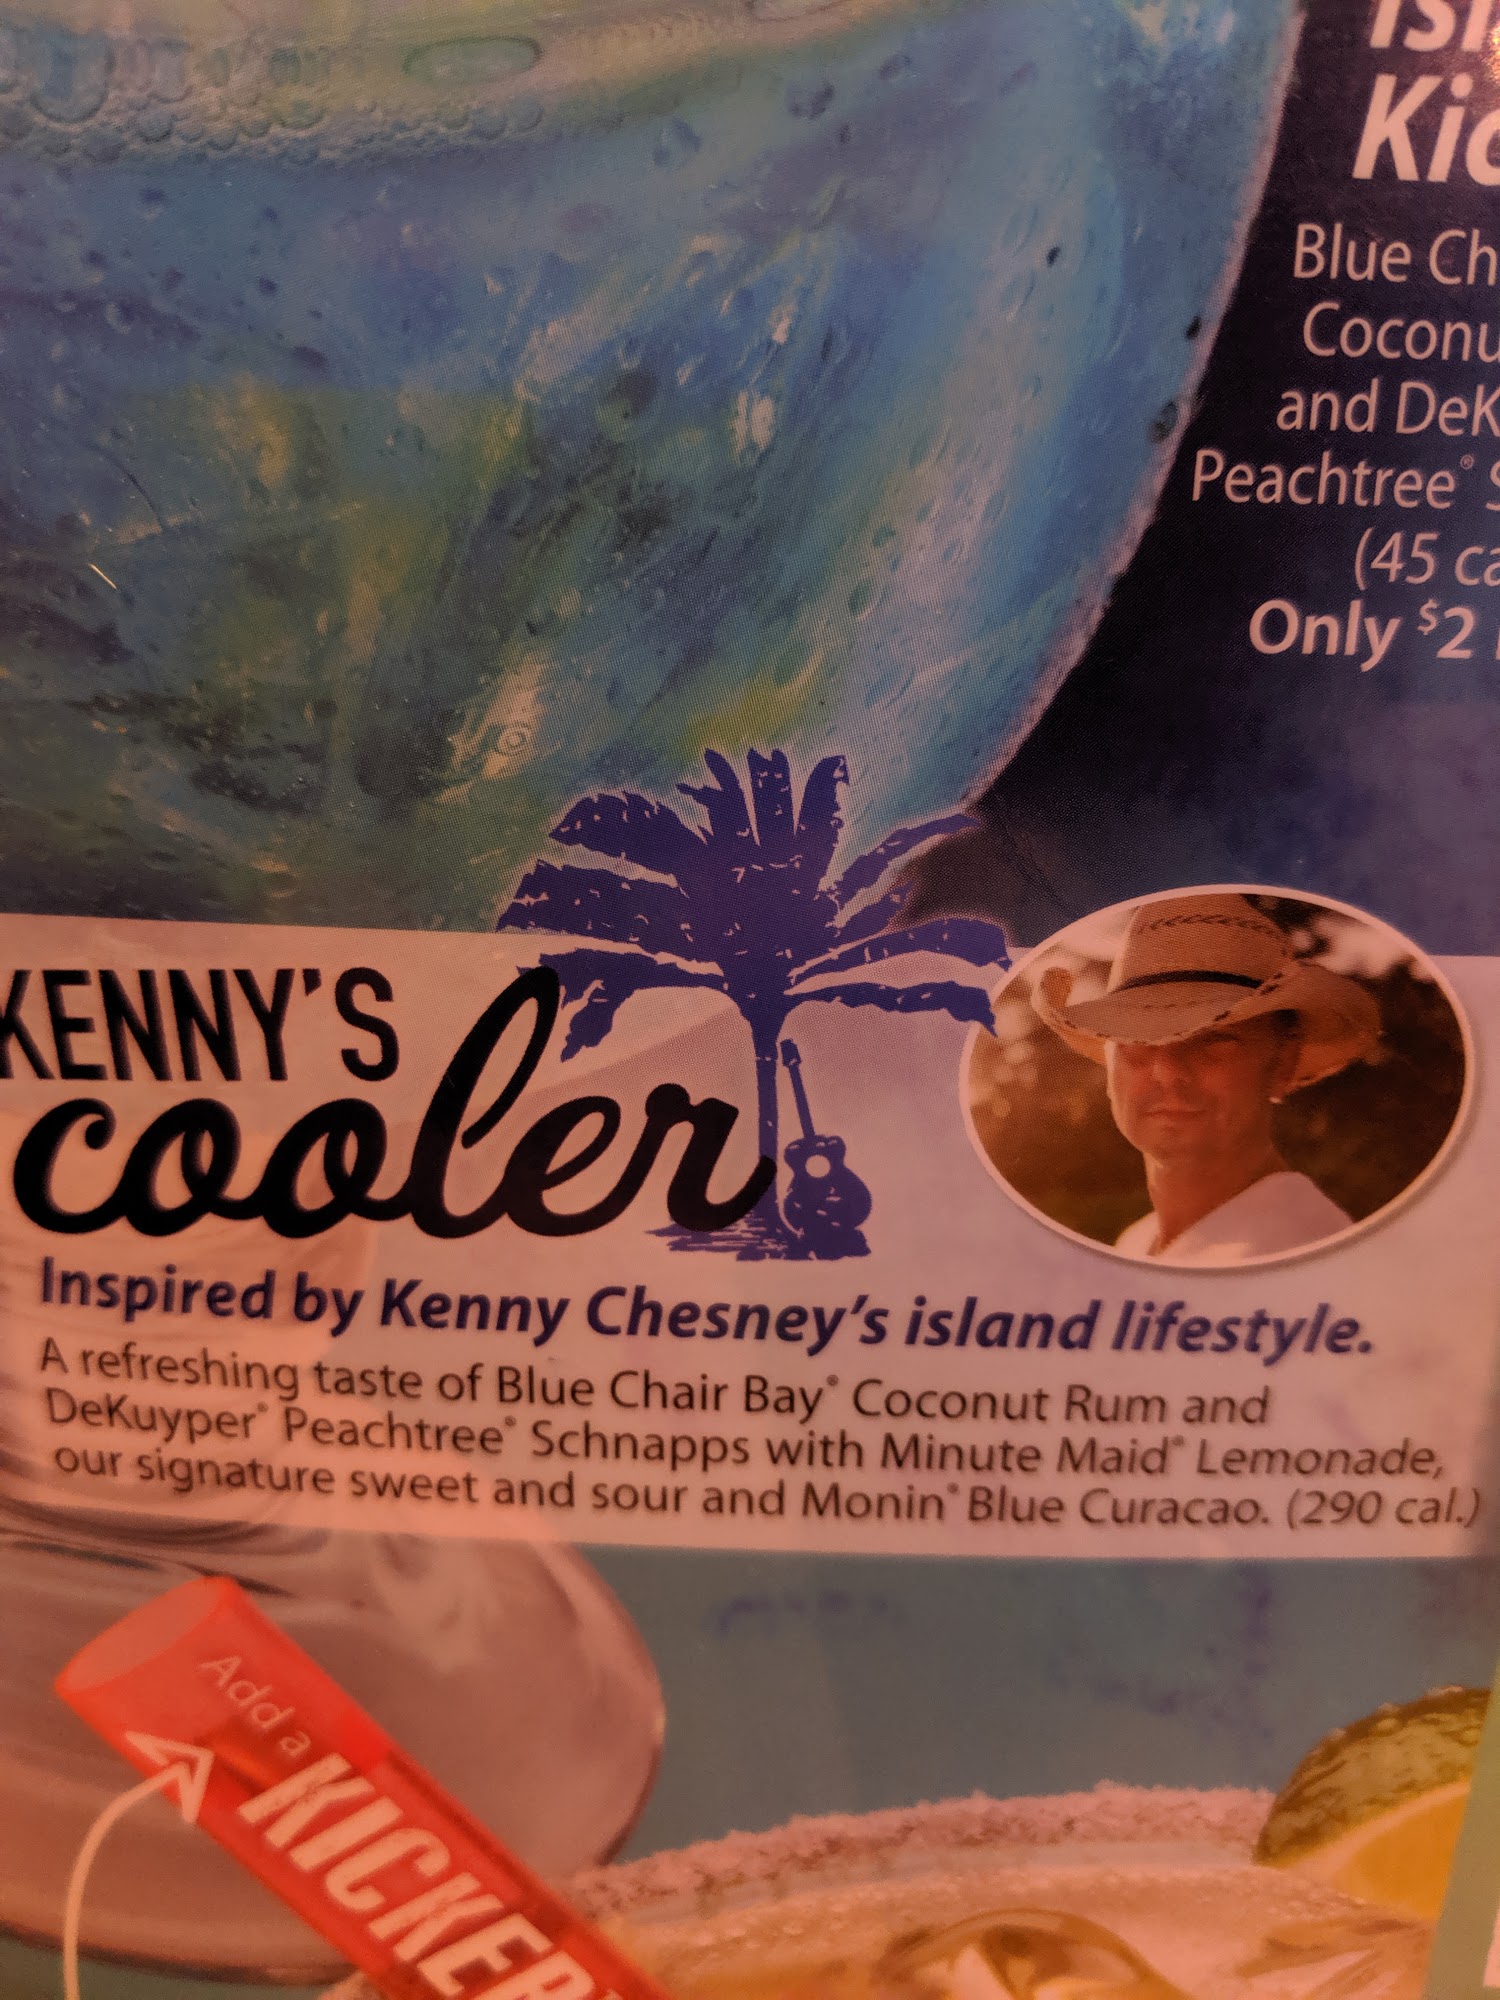 Kic
Blue Ch
Coconu
and DeK
Peachtree® S
(45 ca
Only $2
KENNY'S
cooler
Inspired by Kenny Chesney's island lifestyle.
A refreshing taste of Blue Chair Bay® Coconut Rum and
DeKuyper® Peachtree® Schnapps with Minute Maid® Lemonade,
our signature sweet and sour and Monin® Blue Curacao. (290 cal.)
Add a
KICKER